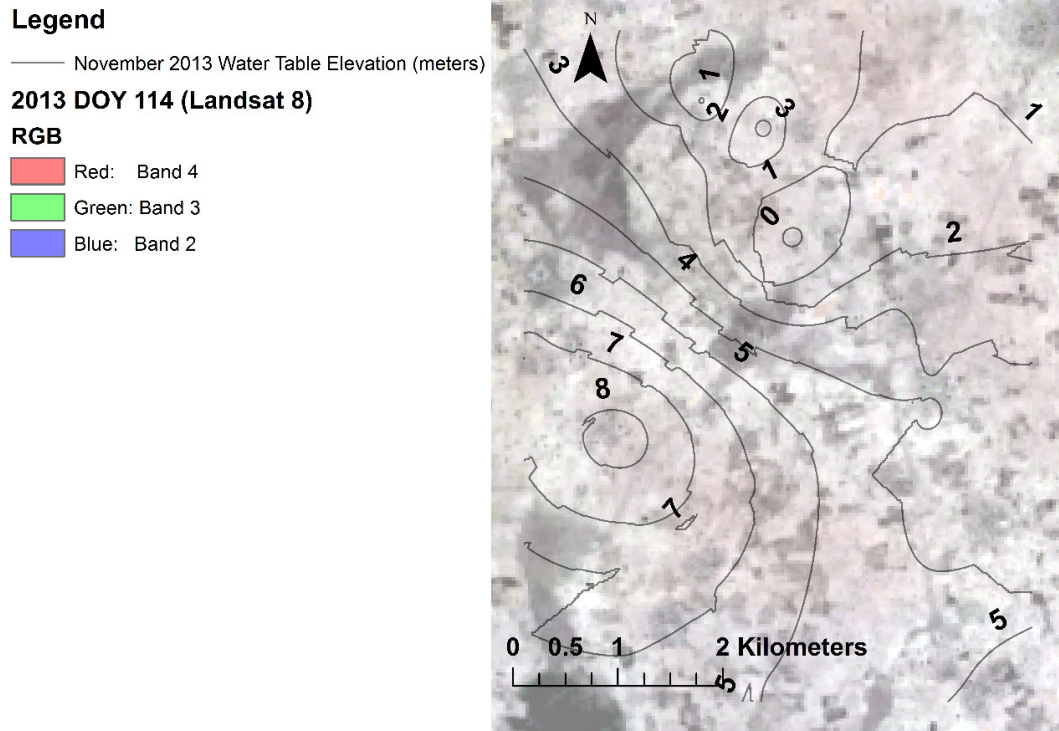 Legend
November 2013 Water Table Elevation (meters)
2013 DOY 114 (Landsat 8)
RGB
Red: Band 4
Green: Band 3
Blue: Band 2
N
3
1
2
3
1
1
0
2
4
6
7
5
8
7
5
0 0.5 1 2 Kilometers
5